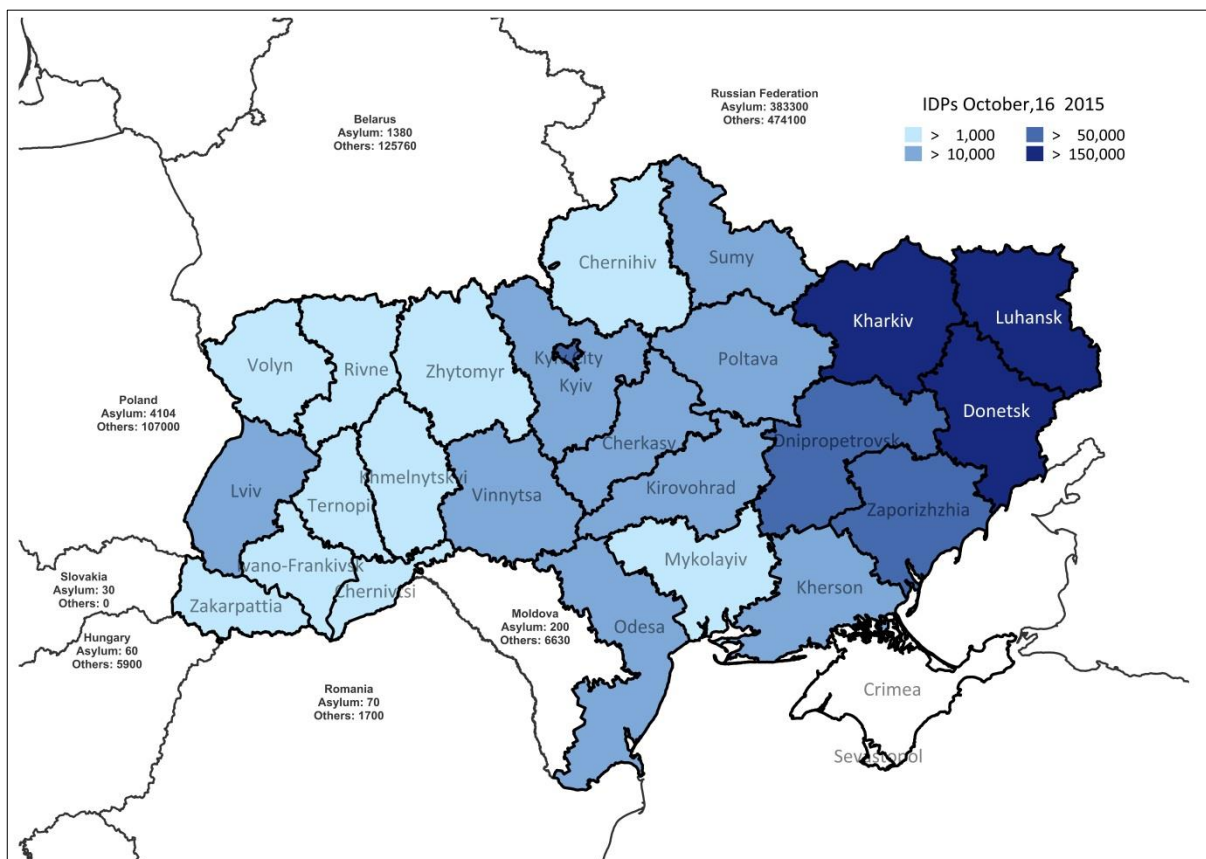 IDPs October,16 2015
> 1,000
> 50,000
> 10,000
> 150,000
Russian Federation
Asylum: 383300
Others: 474100
Belarus
Asylum: 1380
Others: 125760
Chernihiv
Sumy
Kharkiv
Luhansk
Volyn
Rivne
Zhytomyr
Kyiv City
Kyiv
Poltava
Poland
Asylum: 4104
Others: 107000
Donetsk
Cherkasy
Dnipropetrovsk
Lviv
Ternopil
Khmelnytskyi
Vinnytsa
Kirovohrad
Zaporizhzhia
Ivano-Frankivsk
Chernivtsi
Mykolayiv
Kherson
Slovakia
Asylum: 30
Others: 0
Zakarpattia
Moldova
Asylum: 200
Others: 6630
Odesa
Hungary
Asylum: 60
Others: 5900
Romania
Asylum: 70
Others: 1700
Crimea
Sevastopol